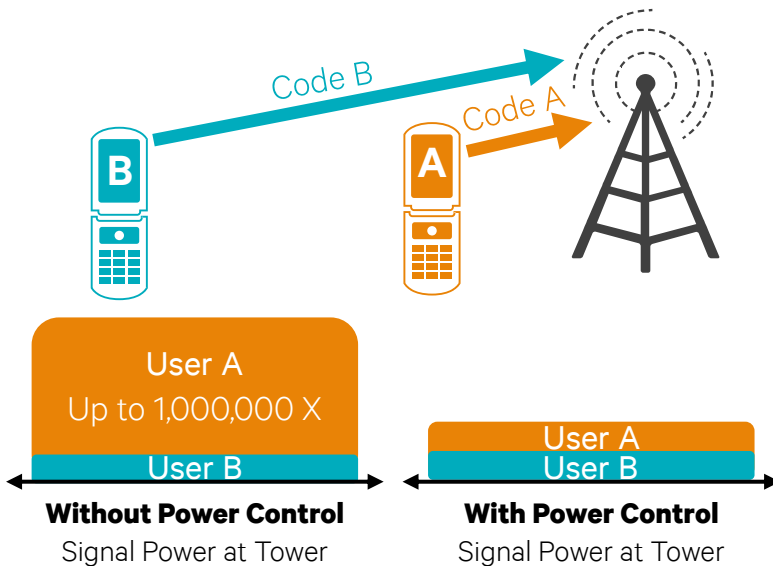 Code B
Code A
B
A
User A
Up to 1,000,000 X
User B
User A
User B
Without Power Control
Signal Power at Tower
With Power Control
Signal Power at Tower